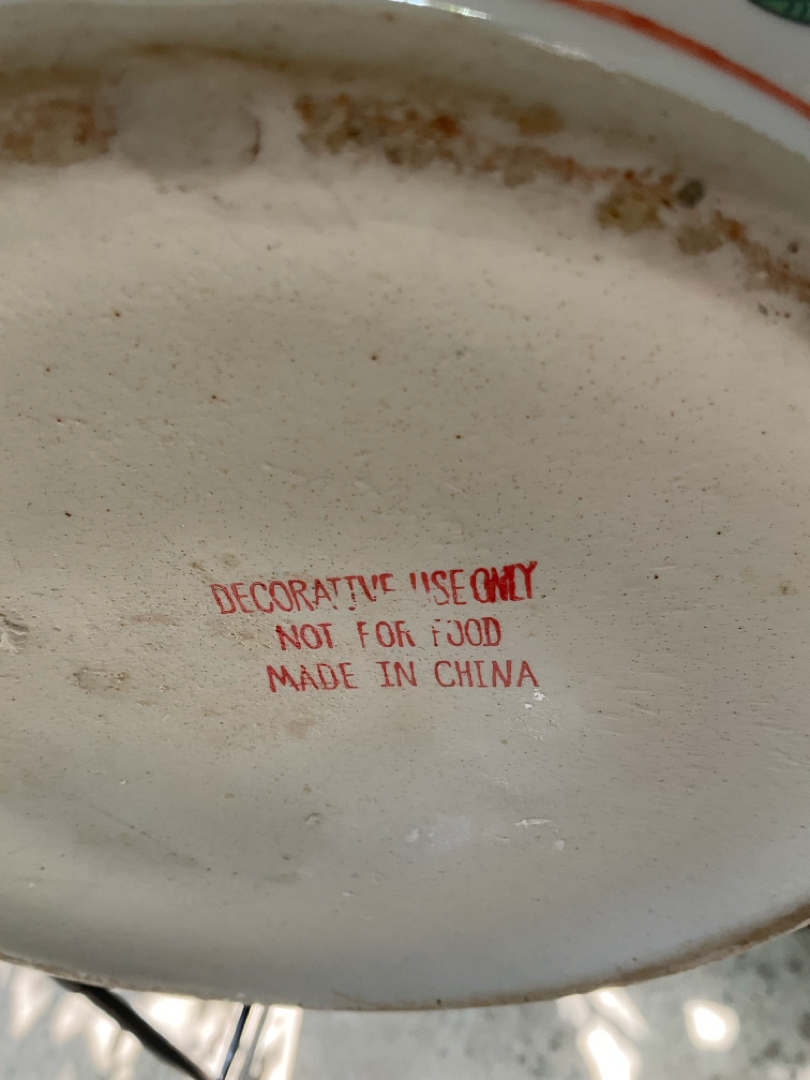 DECORATIVE USE ONLY
NOT FOR FOOD
MADE IN CHINA